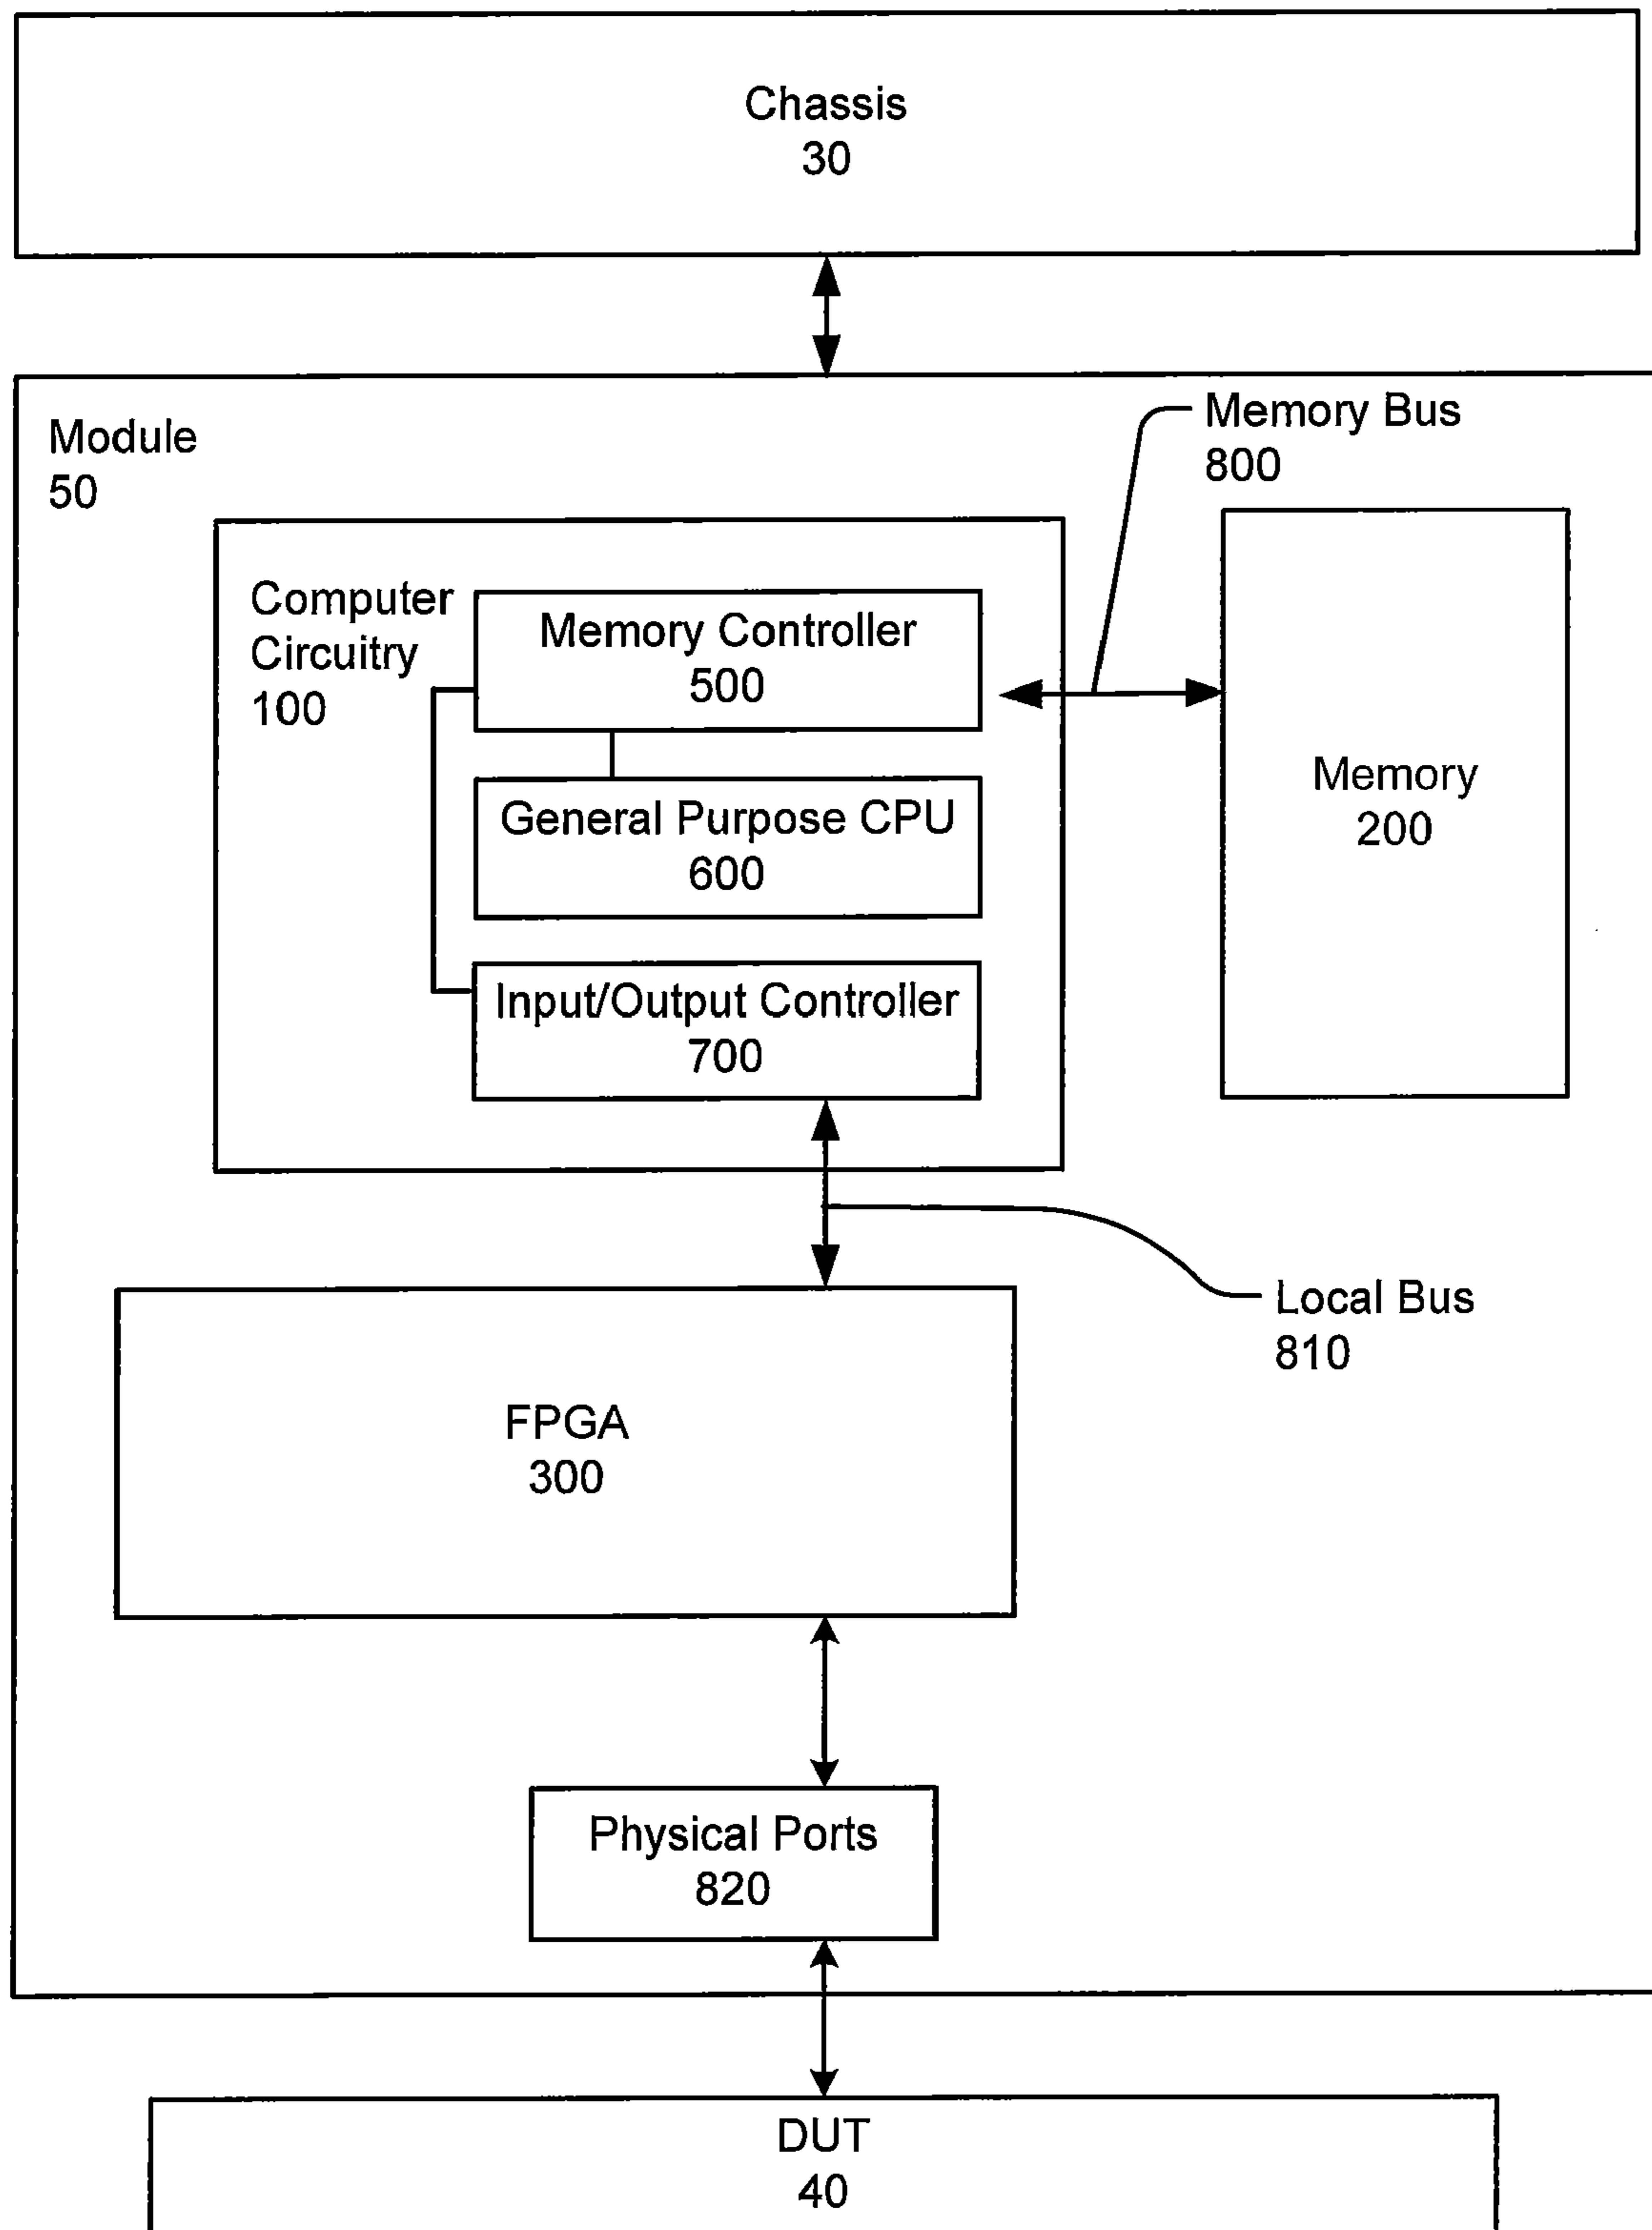 Chassis
30
Module
50
Memory Bus
800
Computer
Circuitry
100
Memory Controller
500
General Purpose CPU
600
Input/Output Controller
700
Memory
200
Local Bus
810
FPGA
300
Physical Ports
820
DUT
40